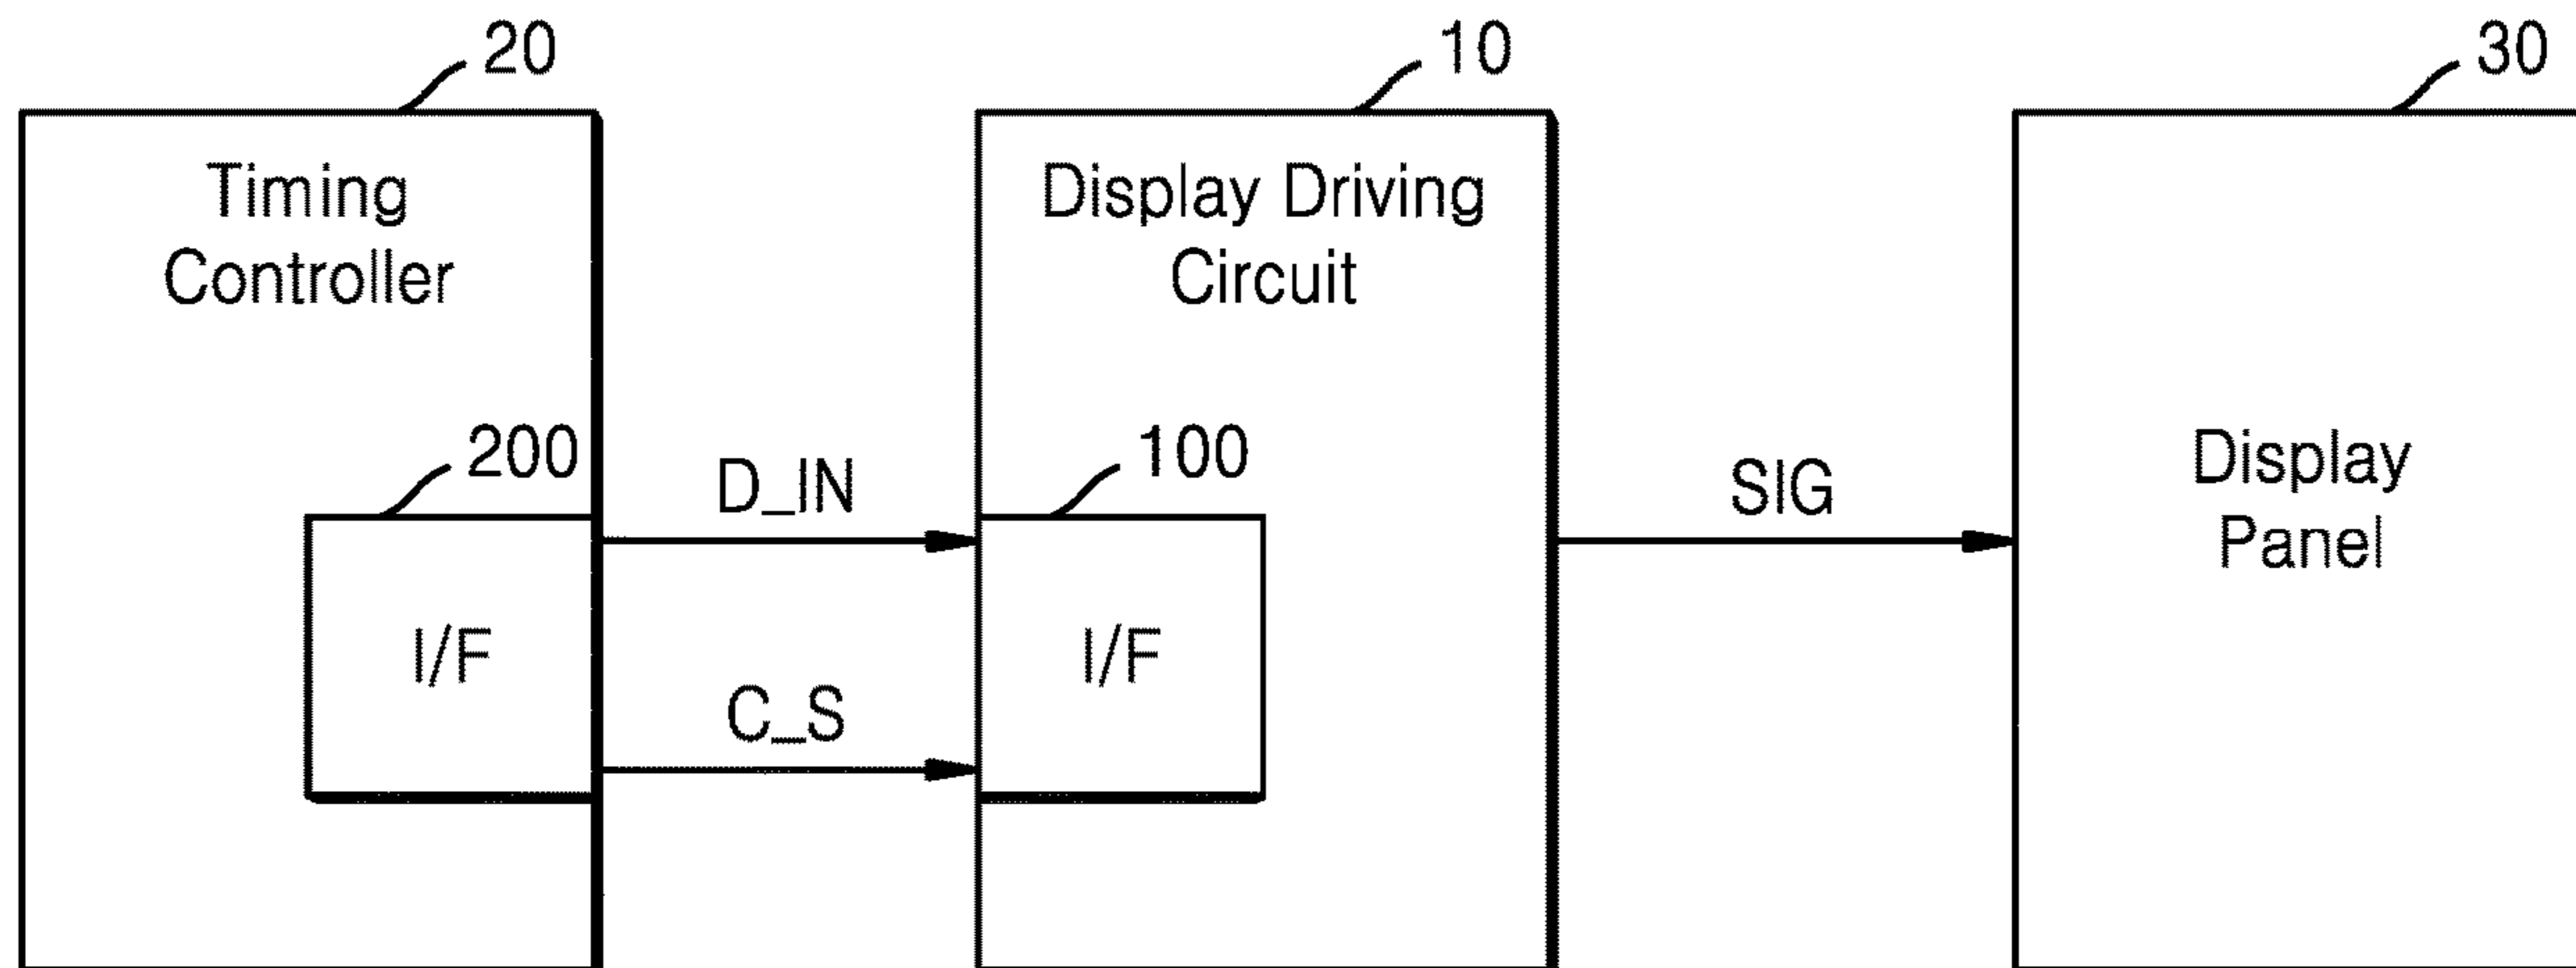 20
10
30
Timing
Controller
Display Driving
Circuit
200
D_IN
100
SIG
Display
Panel
I/F
I/F
C_S